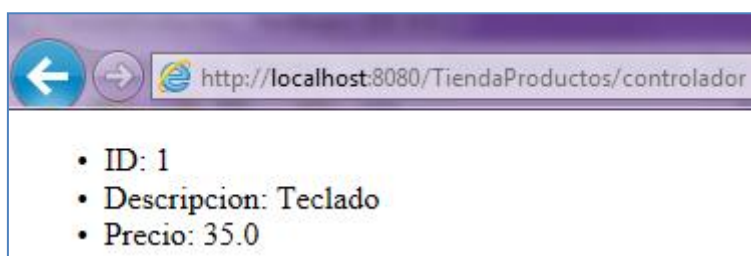 http://localhost:8080/TiendaProductos/controlador
• ID: 1
• Descripcion: Teclado
• Precio: 35.0